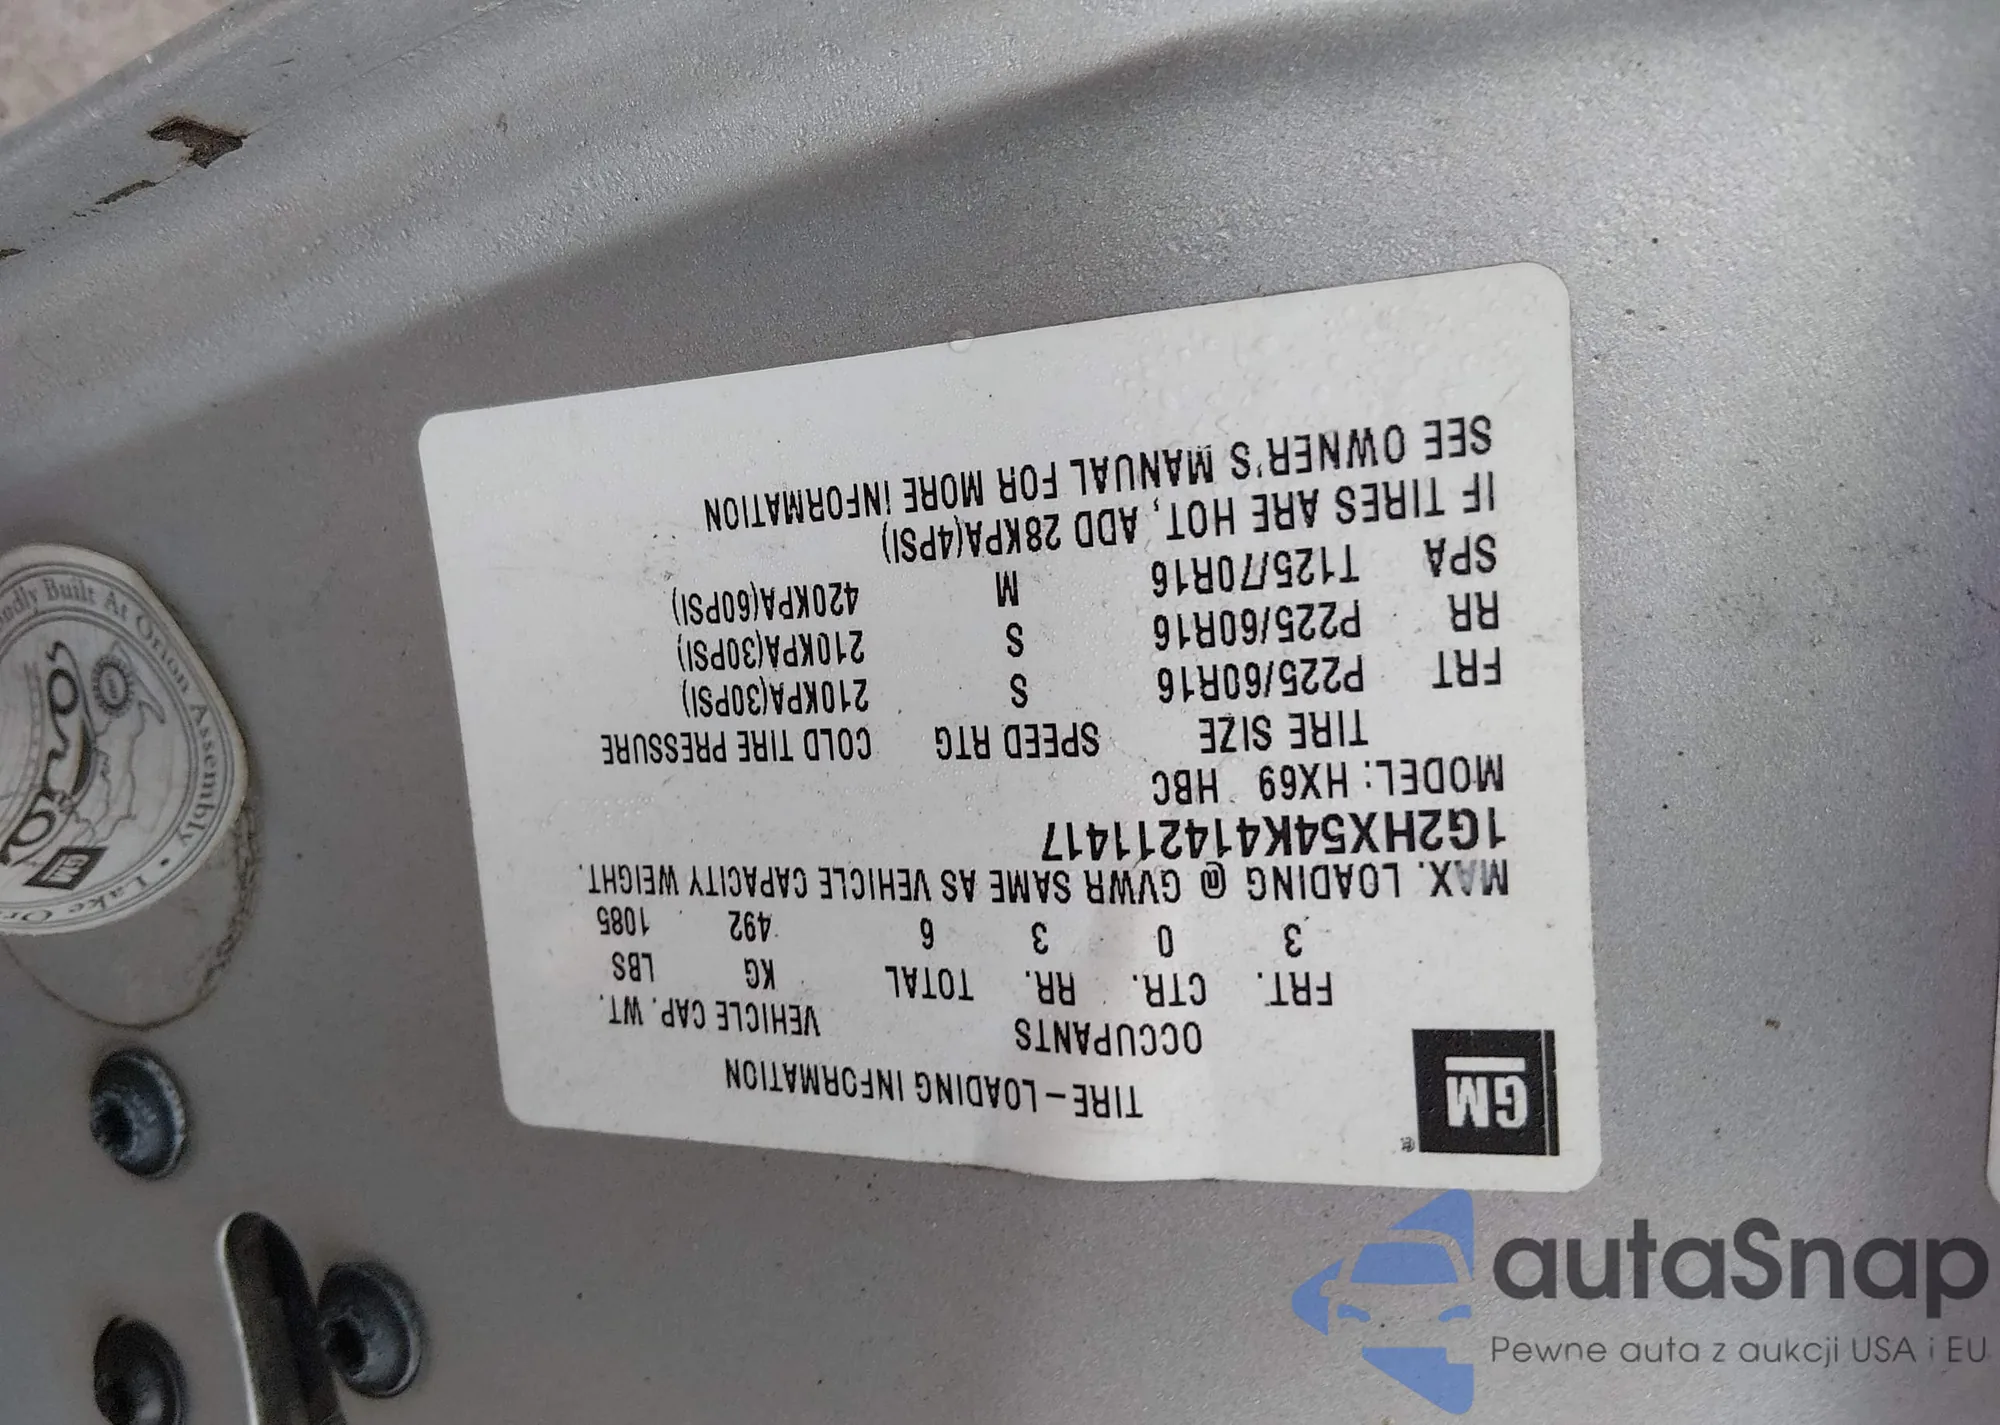 GM
TIRE-LOADING INFORMATION
OCCUPANTS VEHICLE CAP. WT.
FRT. CTR. RR. TOTAL KG LBS
3 0 3 6 492 1085
MAX. LOADING @ GVWR SAME AS VEHICLE CAPACITY WEIGHT.
1G2HX54K414211417
MODEL: HX69 HBC
TIRE SIZE SPEED RTG COLD TIRE PRESSURE
FRT P225/60R16 S 210KPA(30PSI)
RR P225/60R16 S 210KPA(30PSI)
SPA T125/70R16 M 420KPA(60PSI)
IF TIRES ARE HOT, ADD 28KPA(4PSI)
SEE OWNER'S MANUAL FOR MORE INFORMATION
Built At Orion Assembly • Lake
GM
autaSnap
Pewne auta z aukcji USA i EU